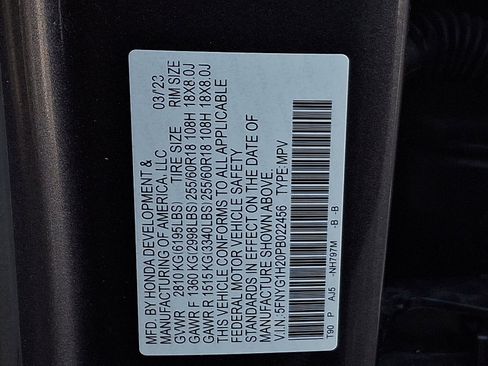 MFD. BY HONDA DEVELOPMENT &
MANUFACTURING OF AMERICA, LLC 03/23
GVWR 2810 KG(6195LBS) TIRE SIZE RIM SIZE
GAWR F 1360 KG(2998LBS) 255/60R18 108H 18X8.0J
GAWR R 1515 KG(3340LBS) 255/60R18 108H 18X8.0J
THIS VEHICLE CONFORMS TO ALL APPLICABLE
FEDERAL MOTOR VEHICLE SAFETY
STANDARDS IN EFFECT ON THE DATE OF
MANUFACTURE SHOWN ABOVE.
V.I.N: 5FNYG1H20PB022456 TYPE: MPV
T90 P AJ5 -NH797M -B -B